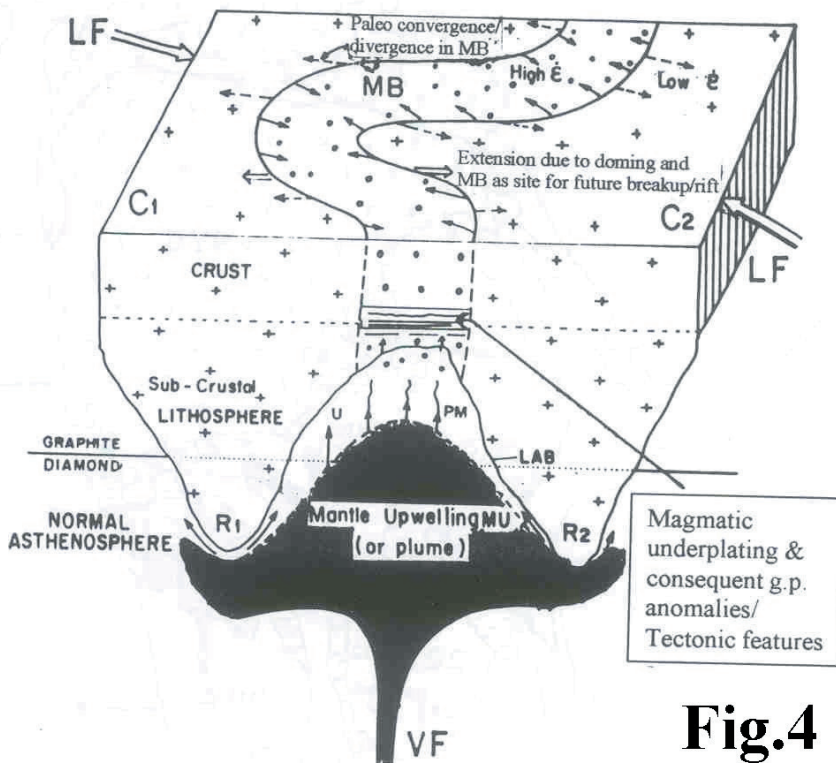 LF
Paleo convergence/
divergence in MB
MB
High ε̇
Low ε̇
Extension due to doming and
MB as site for future breakup/rift
C1
C2
LF
CRUST
Sub-Crustal
LITHOSPHERE
U
PM
GRAPHITE
DIAMOND
LAB
NORMAL
ASTHENOSPHERE
R1
Mantle Upwelling MU
(or plume)
R2
Magmatic
underplating &
consequent g.p.
anomalies/
Tectonic features
VF
Fig.4